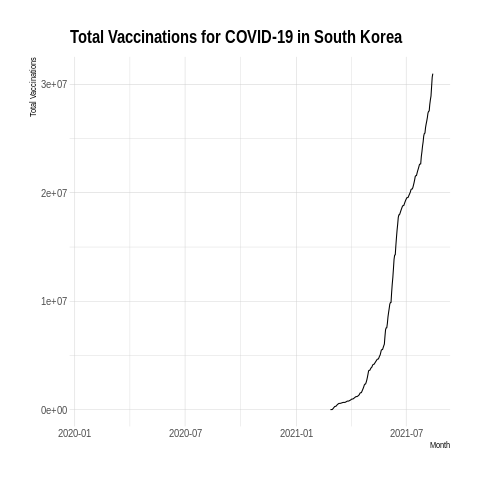 Total Vaccinations for COVID-19 in South Korea
Total Vaccinations
3e+07
2e+07
1e+07
0e+00
2020-01 2020-07 2021-01 2021-07
Month